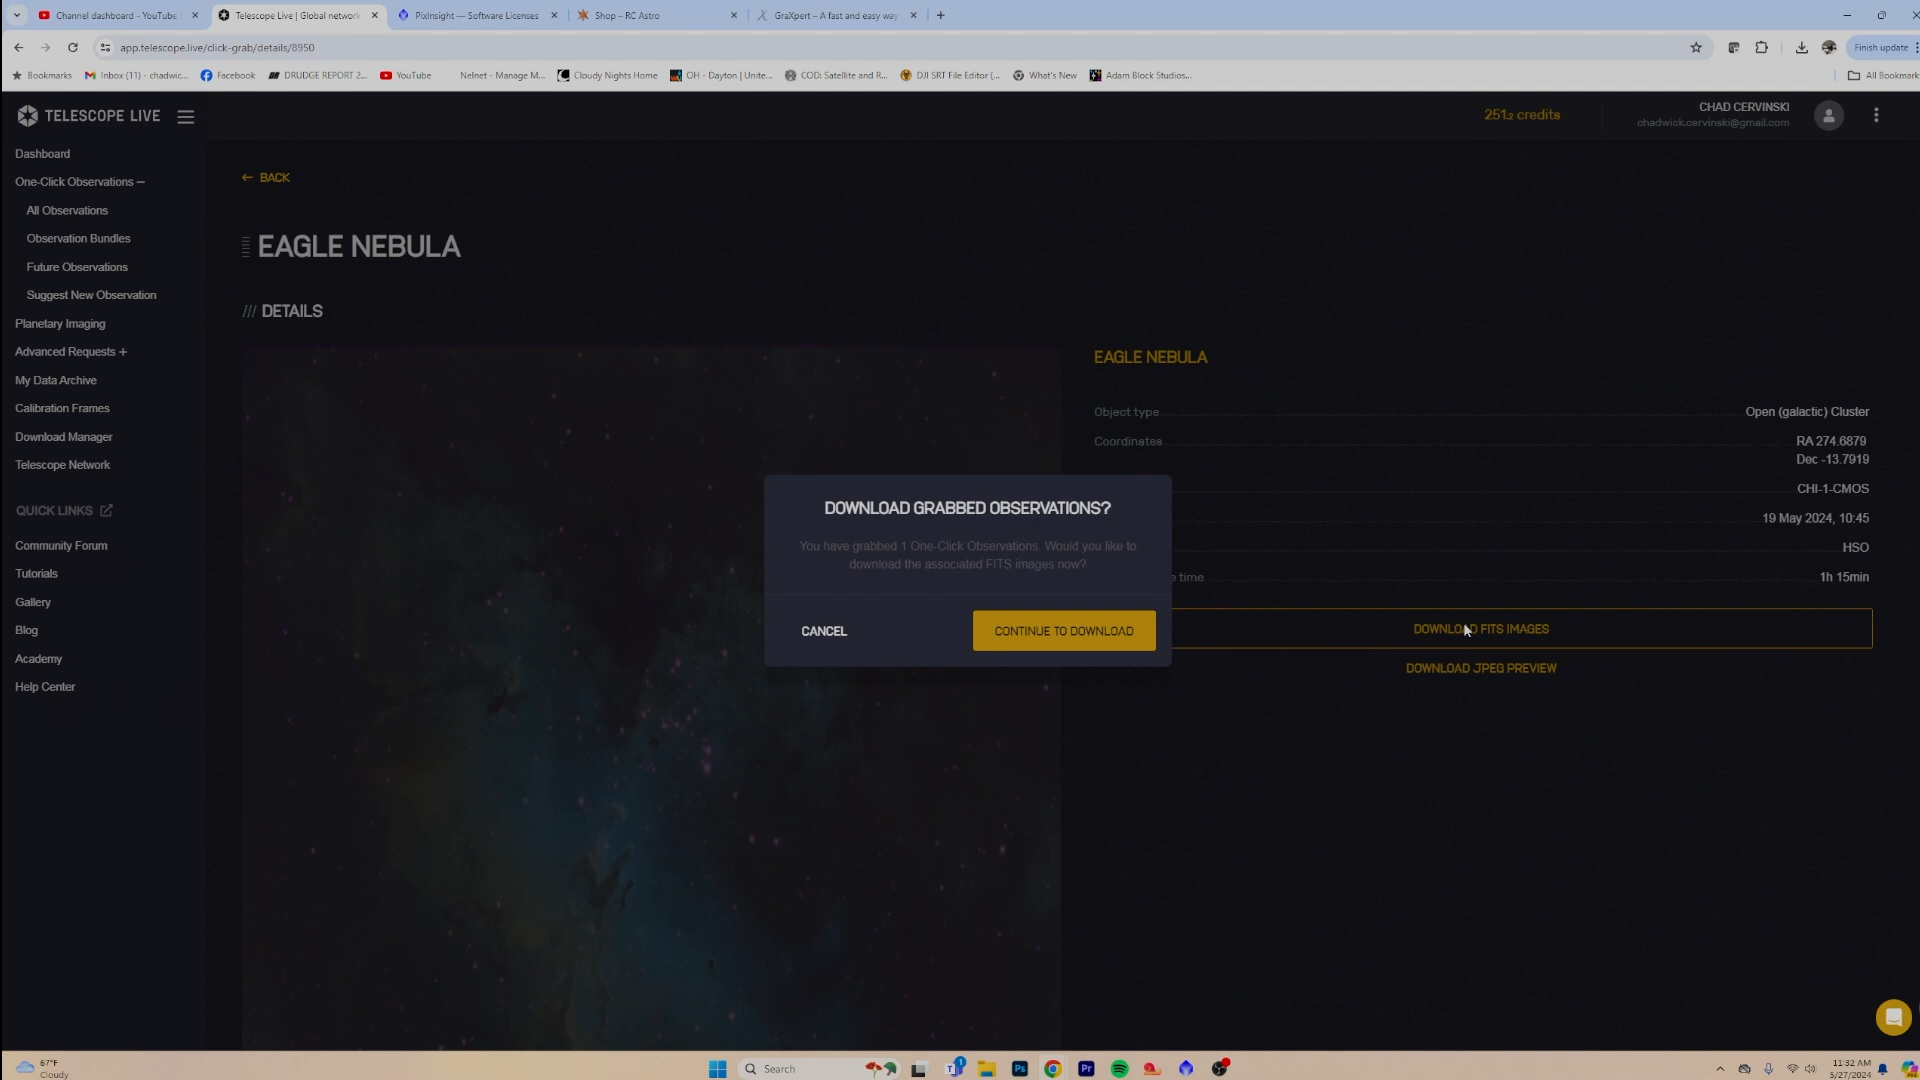 Channel dashboard - YouTube
Telescope Live | Global network
PixInsight — Software Licenses
Shop – RC Astro
GraXpert – A fast and easy way
app.telescope.live/click-grab/details/8950
Finish update
Bookmarks
Inbox (11) - chadwic...
Facebook
DRUDGE REPORT 2...
YouTube
Nelnet - Manage M...
Cloudy Nights Home
OH - Dayton | Unite...
COD: Satellite and R...
DJI SRT File Editor (...
What's New
Adam Block Studios...
All Bookmark
TELESCOPE LIVE
251.2 credits
CHAD CERVINSKI
chadwick.cervinski@gmail.com
Dashboard
One-Click Observations –
All Observations
Observation Bundles
Future Observations
Suggest New Observation
Planetary Imaging
Advanced Requests +
My Data Archive
Calibration Frames
Download Manager
Telescope Network
QUICK LINKS
Community Forum
Tutorials
Gallery
Blog
Academy
Help Center
← BACK
EAGLE NEBULA
/// DETAILS
EAGLE NEBULA
Object type
Open (galactic) Cluster
Coordinates
RA 274.6879
Dec -13.7919
CHI-1-CMOS
19 May 2024, 10:45
HSO
e time
1h 15min
DOWNLOAD FITS IMAGES
DOWNLOAD JPEG PREVIEW
DOWNLOAD GRABBED OBSERVATIONS?
You have grabbed 1 One-Click Observations. Would you like to
download the associated FITS images now?
CANCEL
CONTINUE TO DOWNLOAD
67°F
Cloudy
Search
1
Ps
Pr
11:32 AM
5/27/2024